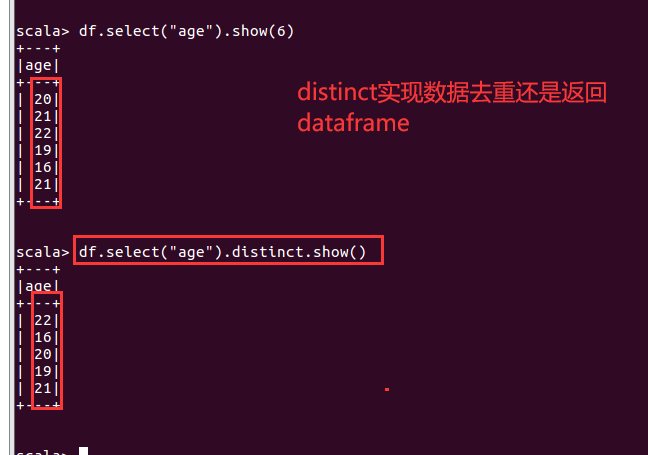 scala> df.select("age").show(6)
+---+
|age|
+---+
| 20|
| 21|
| 22|
| 19|
| 16|
| 21|
+---+
distinct实现数据去重还是返回
dataframe
scala> df.select("age").distinct.show()
+---+
|age|
+---+
| 22|
| 16|
| 20|
| 19|
| 21|
+---+
scala>